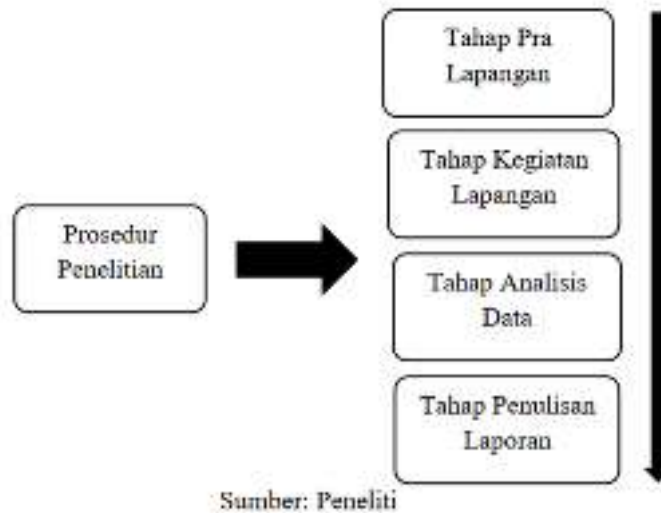 Prosedur
Penelitian
Tahap Pra
Lapangan
Tahap Kegiatan
Lapangan
Tahap Analisis
Data
Tahap Penulisan
Laporan
Sumber: Peneliti